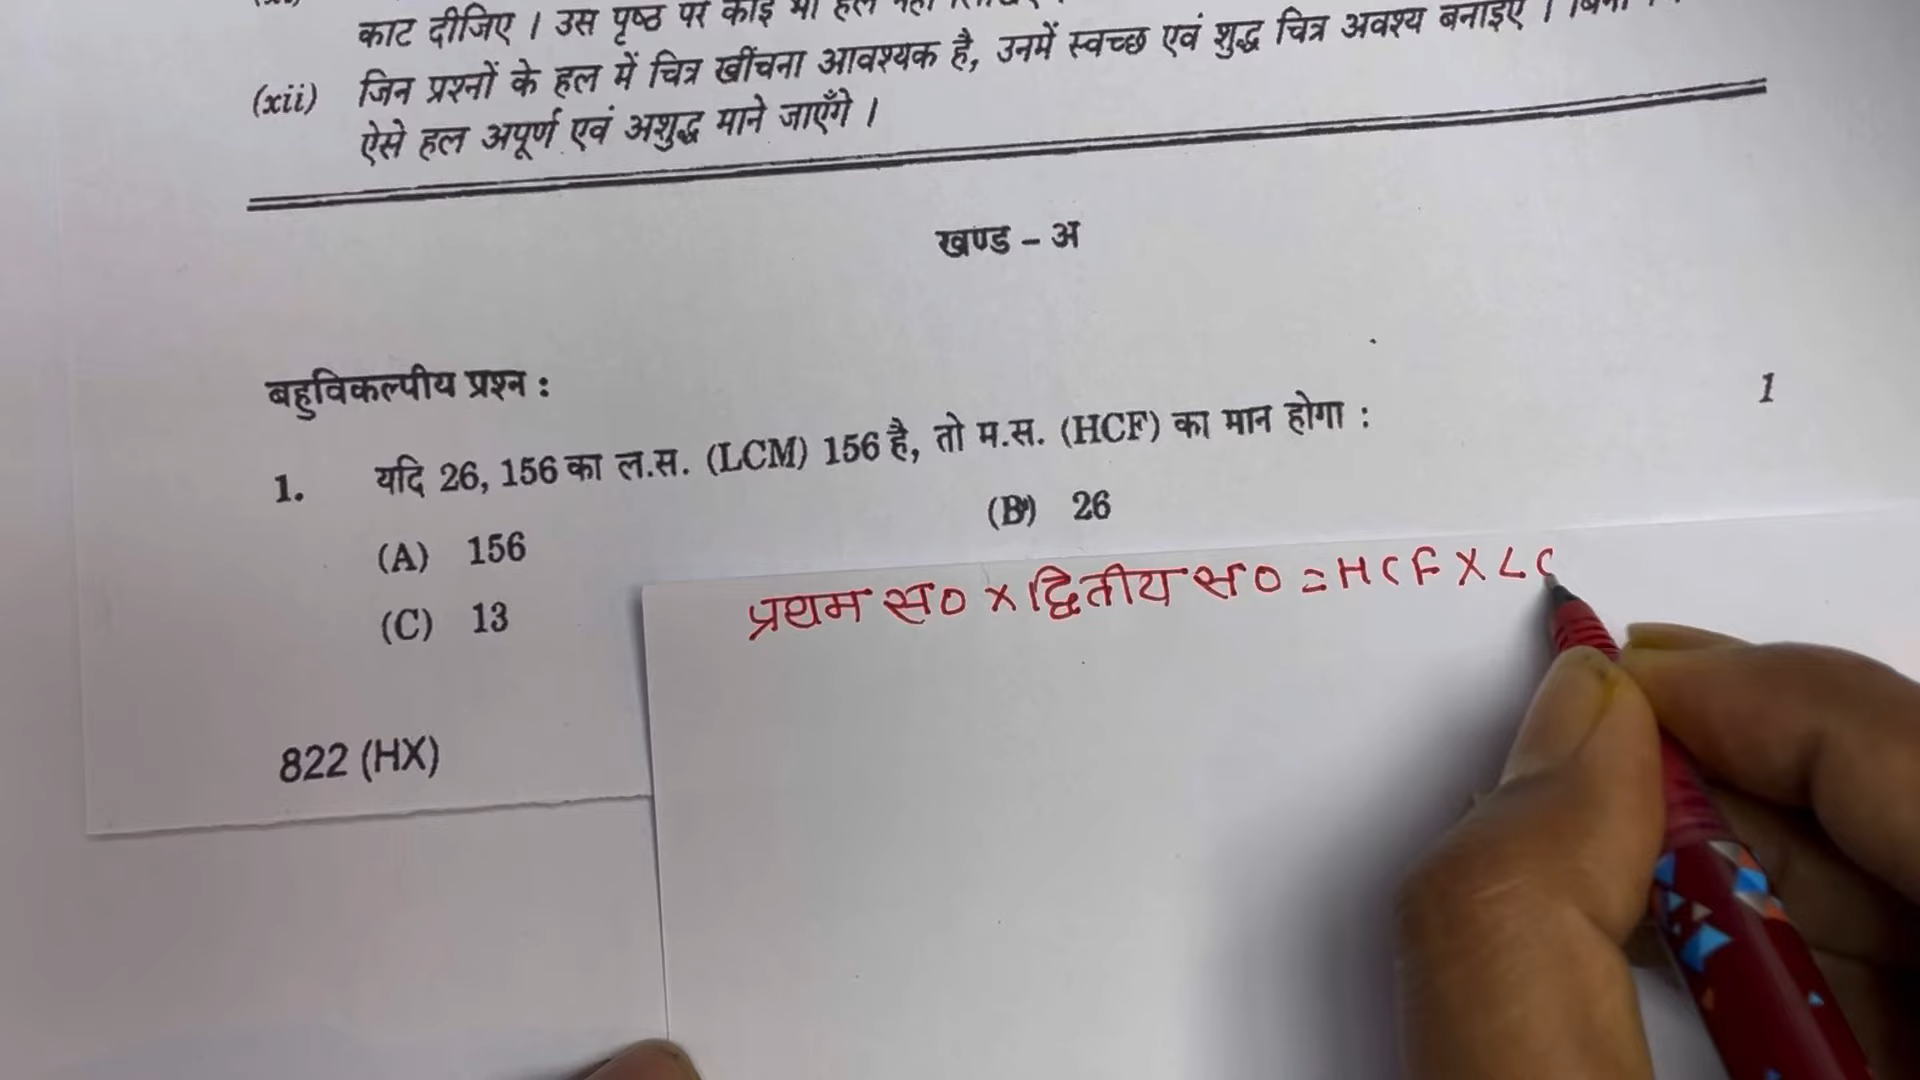 काट दीजिए । उस पृष्ठ पर कोई भी हल नहीं
(xii) जिन प्रश्नों के हल में चित्र खींचना आवश्यक है, उनमें स्वच्छ एवं शुद्ध चित्र अवश्य बनाइए । बिना
ऐसे हल अपूर्ण एवं अशुद्ध माने जाएँगे ।
खण्ड – अ
बहुविकल्पीय प्रश्न :
1. यदि 26, 156 का ल.स. (LCM) 156 है, तो म.स. (HCF) का मान होगा : 1
(A) 156 (B) 26
(C) 13
प्रथम स० × द्वितीय स० = HCF × LC
822 (HX)